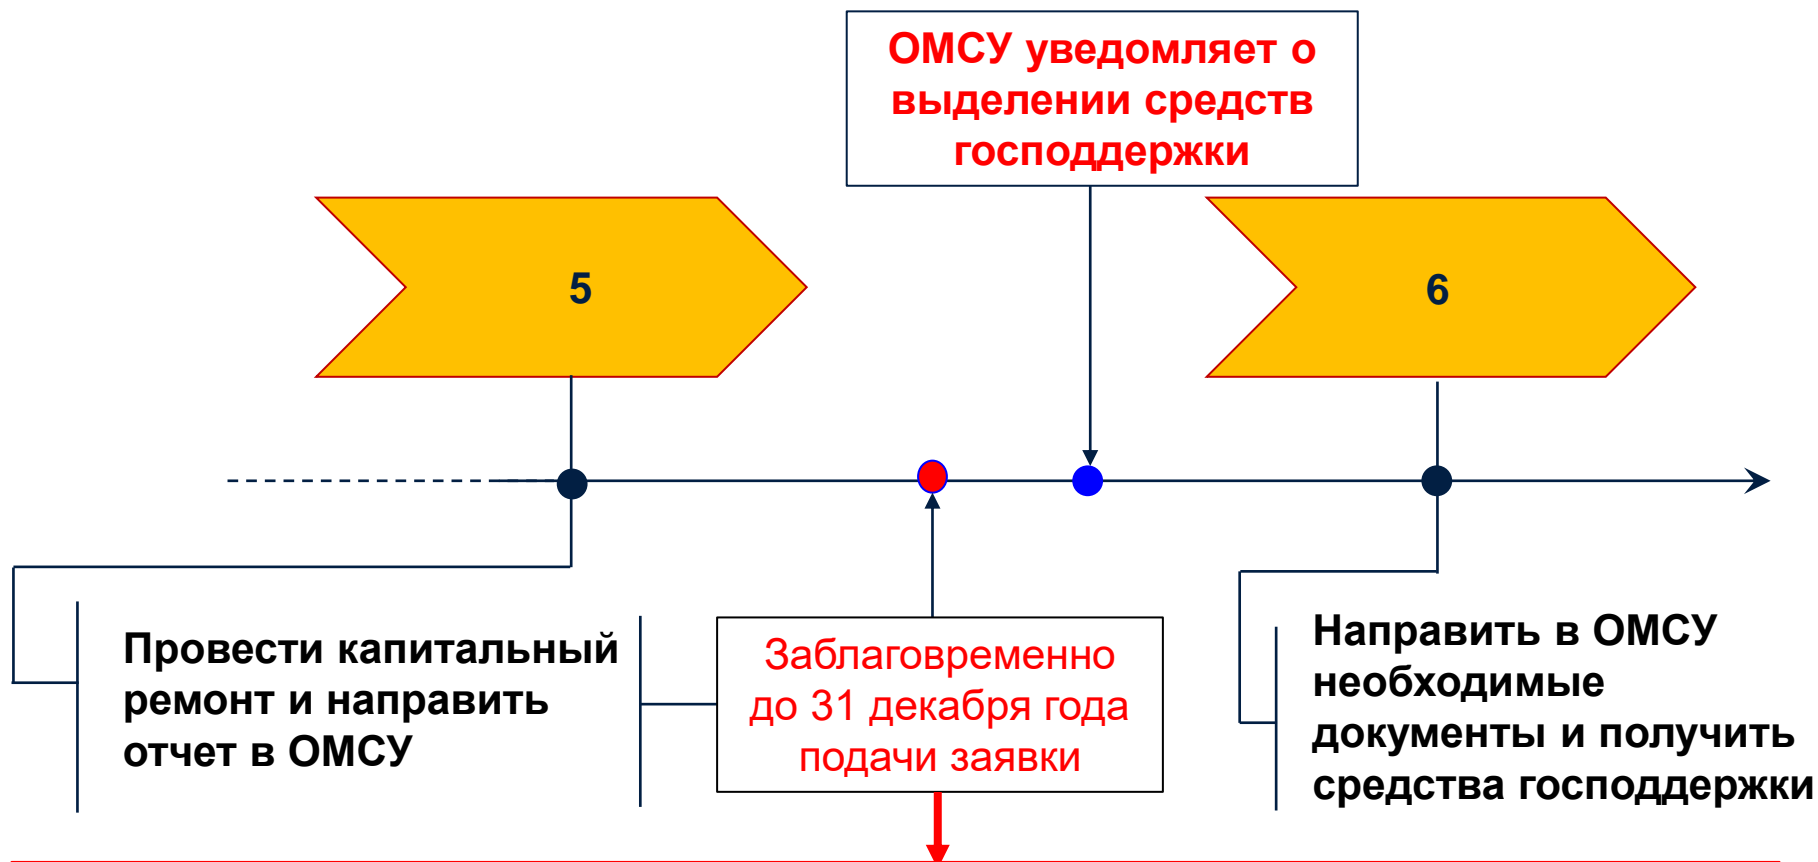 ОМСУ уведомляет о
выделении средств
господдержки
5
6
Провести капитальный
ремонт и направить
отчет в ОМСУ
Заблаговременно
до 31 декабря года
подачи заявки
Направить в ОМСУ
необходимые
документы и получить
средства господдержки